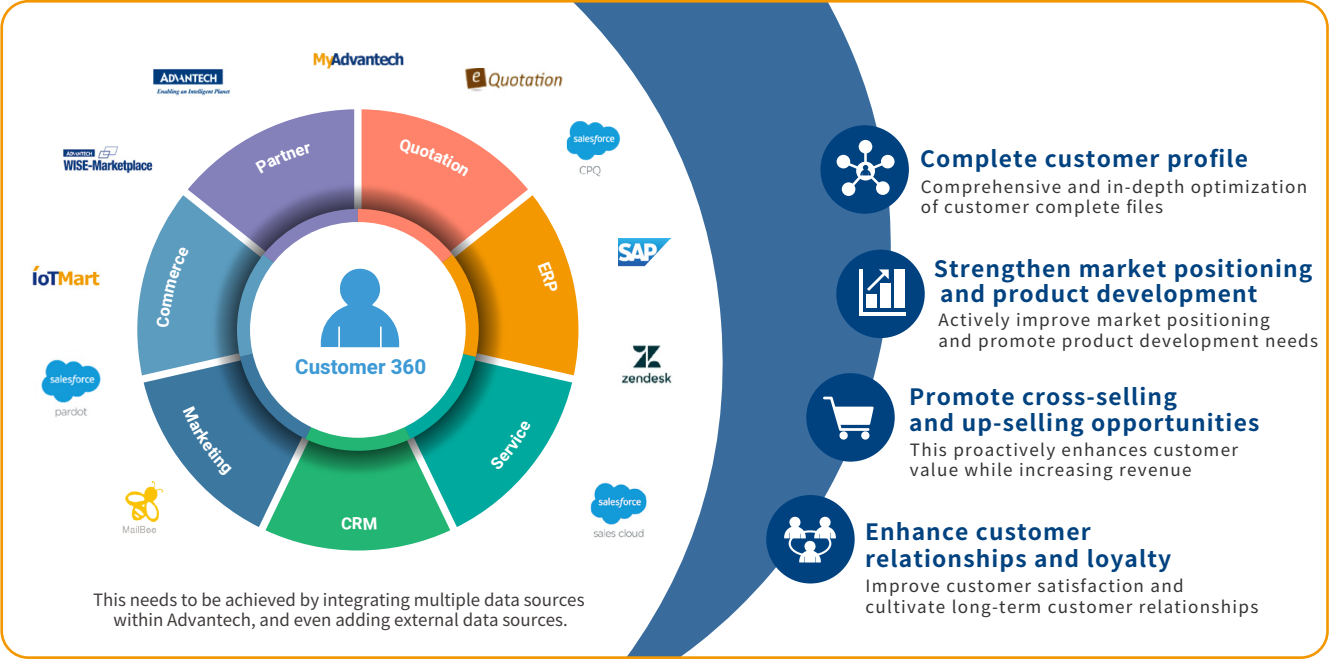 MyAdvantech
ADVANTECH
Enabling an Intelligent Planet
e Quotation
salesforce
CPQ
ADVANTECH
WISE-Marketplace
Partner
Quotation
SAP
IoTMart
Commerce
ERP
Customer 360
zendesk
salesforce
pardot
Marketing
Service
MailBee
CRM
salesforce
sales cloud
This needs to be achieved by integrating multiple data sources
within Advantech, and even adding external data sources.
Complete customer profile
Comprehensive and in-depth optimization
of customer complete files
Strengthen market positioning
and product development
Actively improve market positioning
and promote product development needs
Promote cross-selling
and up-selling opportunities
This proactively enhances customer
value while increasing revenue
Enhance customer
relationships and loyalty
Improve customer satisfaction and
cultivate long-term customer relationships